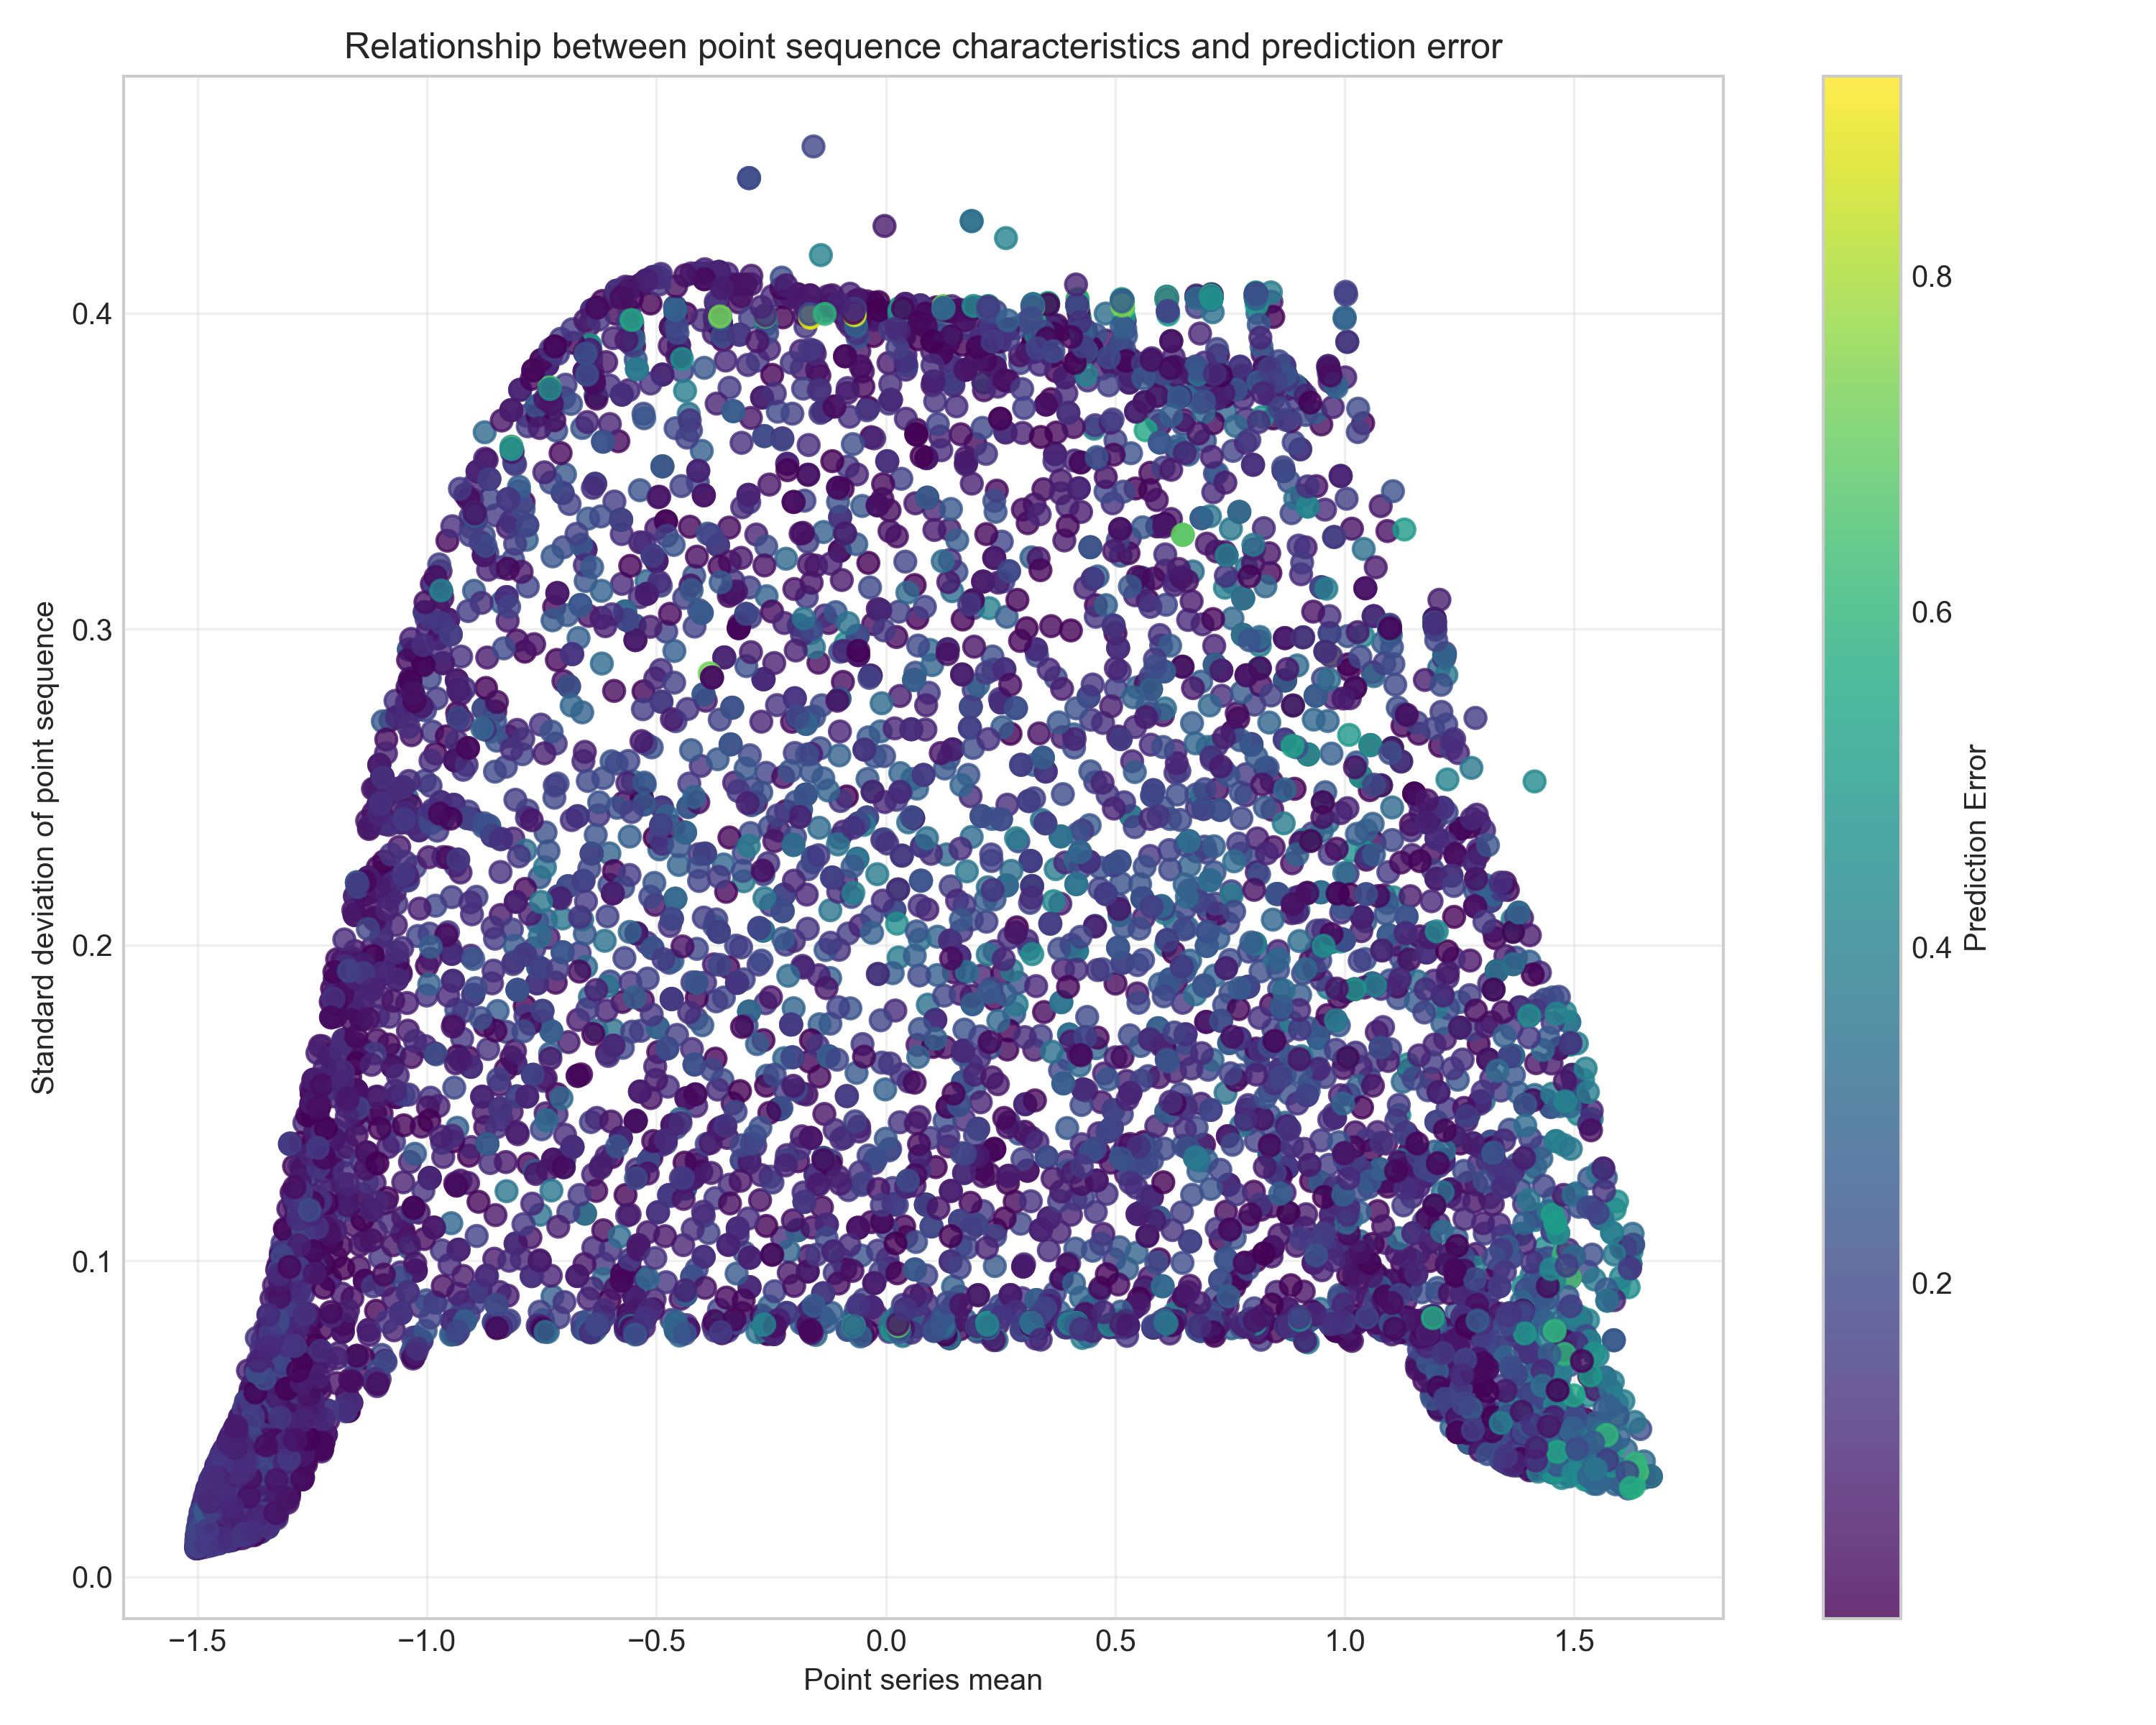 Relationship between point sequence characteristics and prediction error
Standard deviation of point sequence
0.4
0.3
0.2
0.1
0.0
−1.5 −1.0 −0.5 0.0 0.5 1.0 1.5
Point series mean
0.8
0.6
0.4
0.2
Prediction Error